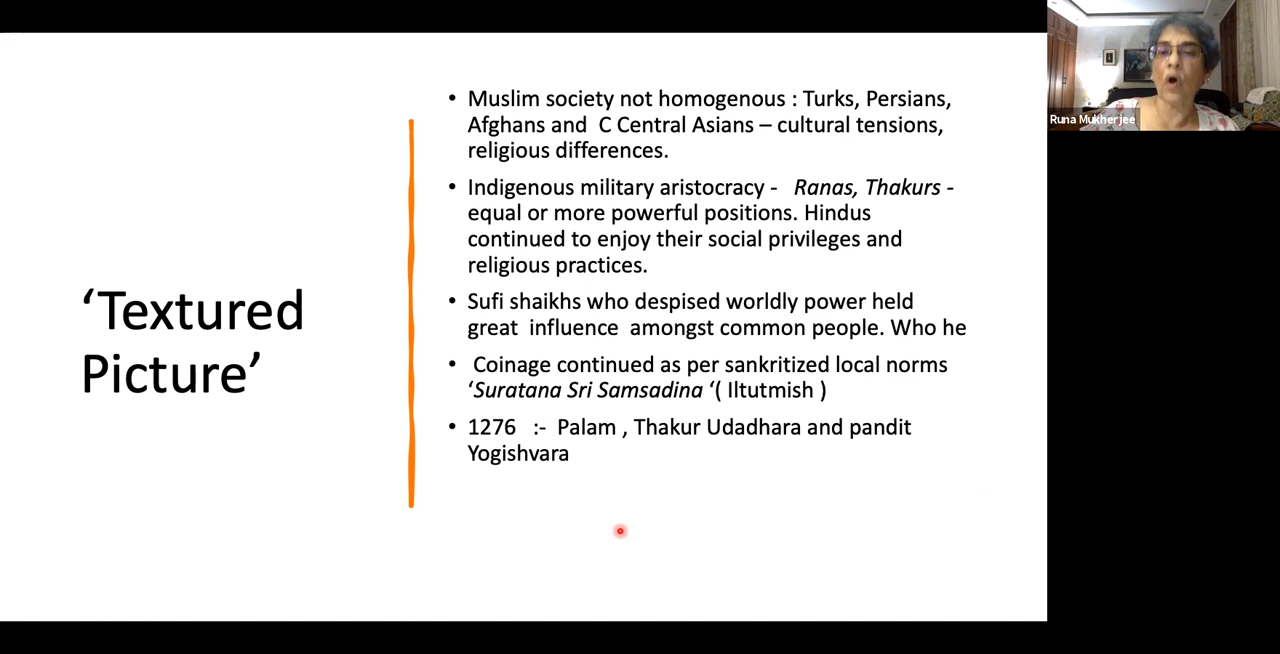 ‘Textured
Picture’
• Muslim society not homogenous : Turks, Persians,
Afghans and  C Central Asians – cultural tensions,
religious differences.
• Indigenous military aristocracy -   Ranas, Thakurs -
equal or more powerful positions. Hindus
continued to enjoy their social privileges and
religious practices.
• Sufi shaikhs who despised worldly power held
great  influence  amongst common people. Who he
•  Coinage continued as per sankritized local norms
‘Suratana Sri Samsadina ‘( Iltutmish )
• 1276   :-  Palam , Thakur Udadhara and pandit
Yogishvara
Runa Mukherjee